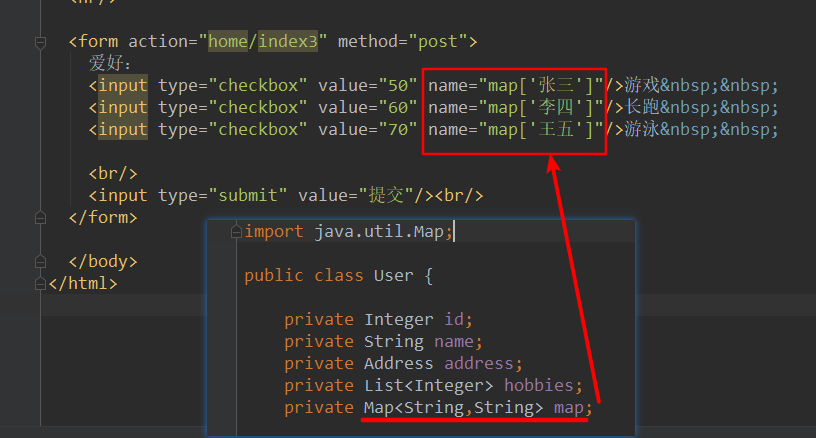 <form action="home/index3" method="post">
爱好:
<input type="checkbox" value="50" name="map['张三']"/>游戏&nbsp;&nbsp;
<input type="checkbox" value="60" name="map['李四']"/>长跑&nbsp;&nbsp;
<input type="checkbox" value="70" name="map['王五']"/>游泳&nbsp;&nbsp;
<br/>
<input type="submit" value="提交"/><br/>
</form>
</body>
</html>
import java.util.Map;
public class User {
private Integer id;
private String name;
private Address address;
private List<Integer> hobbies;
private Map<String,String> map;